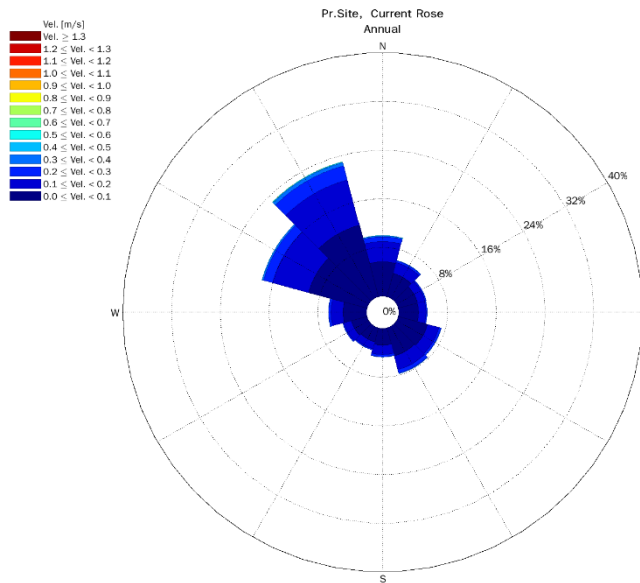 Pr.Site, Current Rose
Annual
Vel. [m/s]
Vel. ≥ 1.3
1.2 ≤ Vel. < 1.3
1.1 ≤ Vel. < 1.2
1.0 ≤ Vel. < 1.1
0.9 ≤ Vel. < 1.0
0.8 ≤ Vel. < 0.9
0.7 ≤ Vel. < 0.8
0.6 ≤ Vel. < 0.7
0.5 ≤ Vel. < 0.6
0.4 ≤ Vel. < 0.5
0.3 ≤ Vel. < 0.4
0.2 ≤ Vel. < 0.3
0.1 ≤ Vel. < 0.2
0.0 ≤ Vel. < 0.1
N
40%
32%
24%
16%
8%
0%
W
S